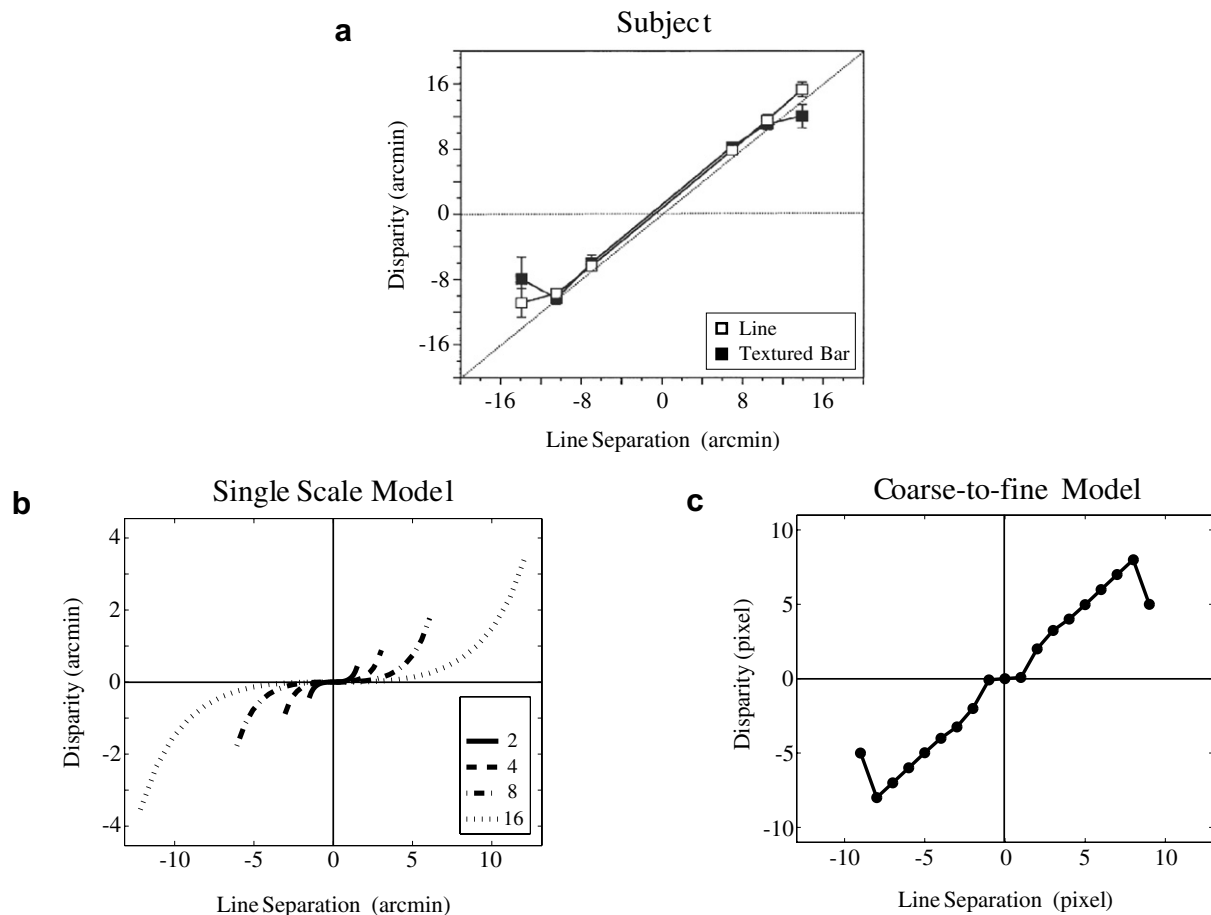 a
Subject
Disparity (arcmin)
16
8
0
-8
-16
-16 -8 0 8 16
Line Separation (arcmin)
Line
Textured Bar
b
Single Scale Model
Disparity (arcmin)
4
2
0
-2
-4
-10 -5 0 5 10
Line Separation (arcmin)
2
4
8
16
c
Coarse-to-fine Model
Disparity (pixel)
10
5
0
-5
-10
-10 -5 0 5 10
Line Separation (pixel)